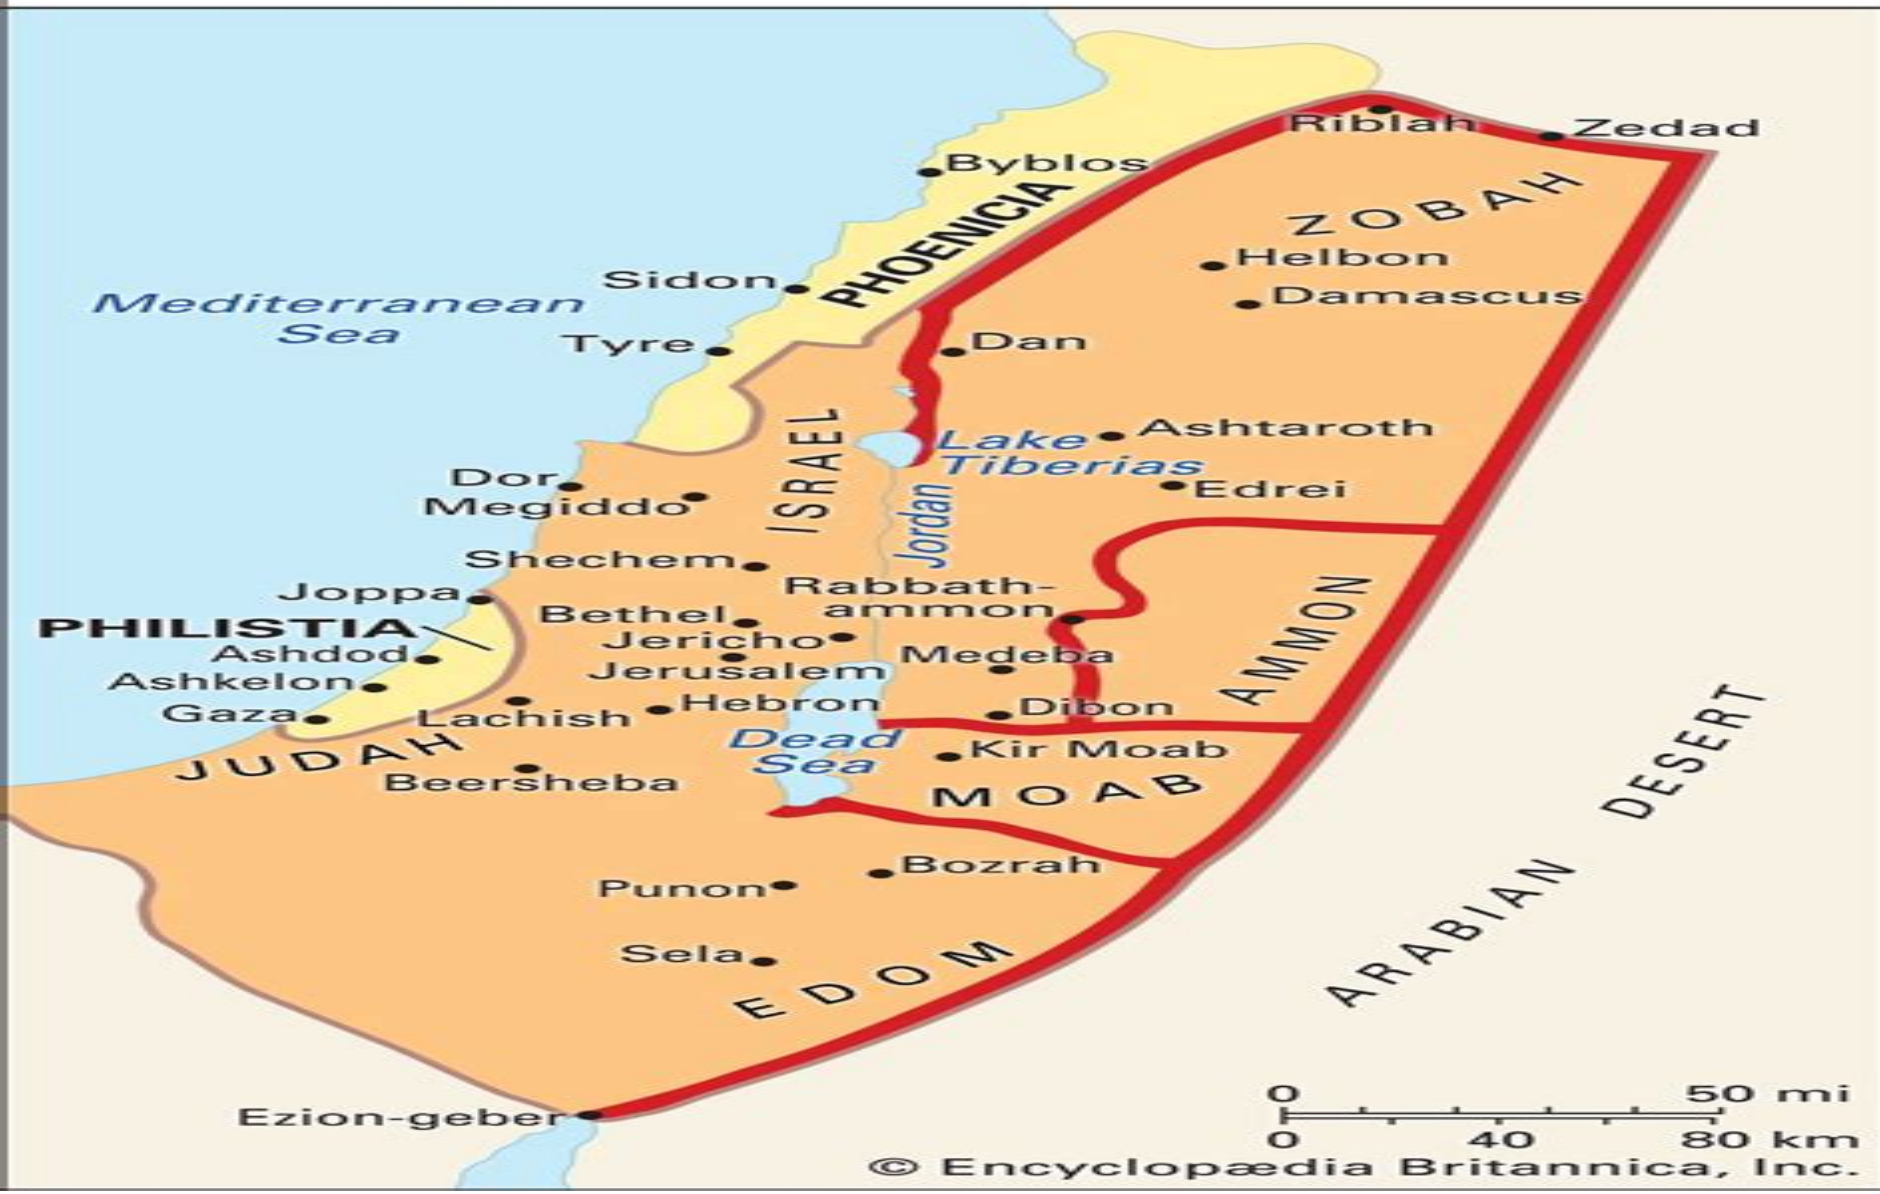 Riblah
Zedad
Byblos
ZOBAH
PHOENICIA
Helbon
Sidon
Damascus
Mediterranean
Sea
Tyre
Dan
ISRAEL
Lake
Tiberias
Ashtaroth
Dor
Megiddo
Edrei
Jordan
Shechem
Joppa
Rabbath-
ammon
Bethel
PHILISTIA
Jericho
Ashdod
Medeba
Jerusalem
AMMON
Ashkelon
Hebron
Gaza
Lachish
Dibon
JUDAH
Dead
Sea
Kir Moab
Beersheba
MOAB
ARABIAN DESERT
Bozrah
Punon
Sela
EDOM
Ezion-geber
0 50 mi
0 40 80 km
© Encyclopædia Britannica, Inc.